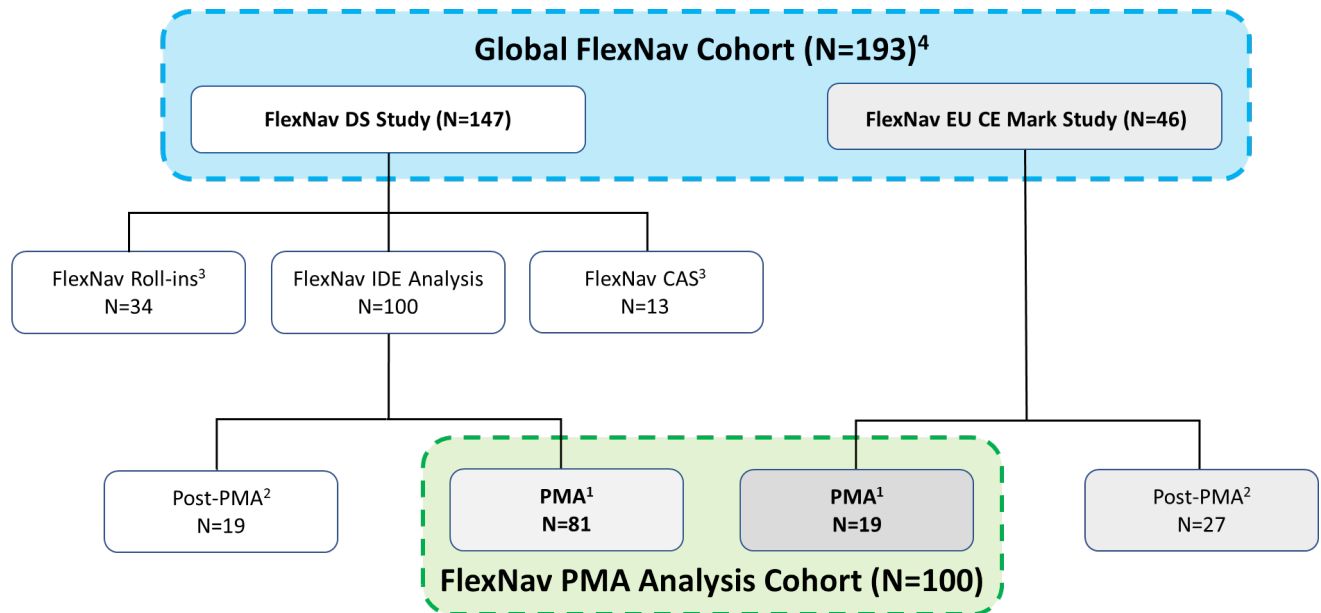 Global FlexNav Cohort (N=193)⁴
FlexNav DS Study (N=147)
FlexNav EU CE Mark Study (N=46)
FlexNav Roll-ins³
N=34
FlexNav IDE Analysis
N=100
FlexNav CAS³
N=13
Post-PMA²
N=19
PMA¹
N=81
PMA¹
N=19
Post-PMA²
N=27
FlexNav PMA Analysis Cohort (N=100)